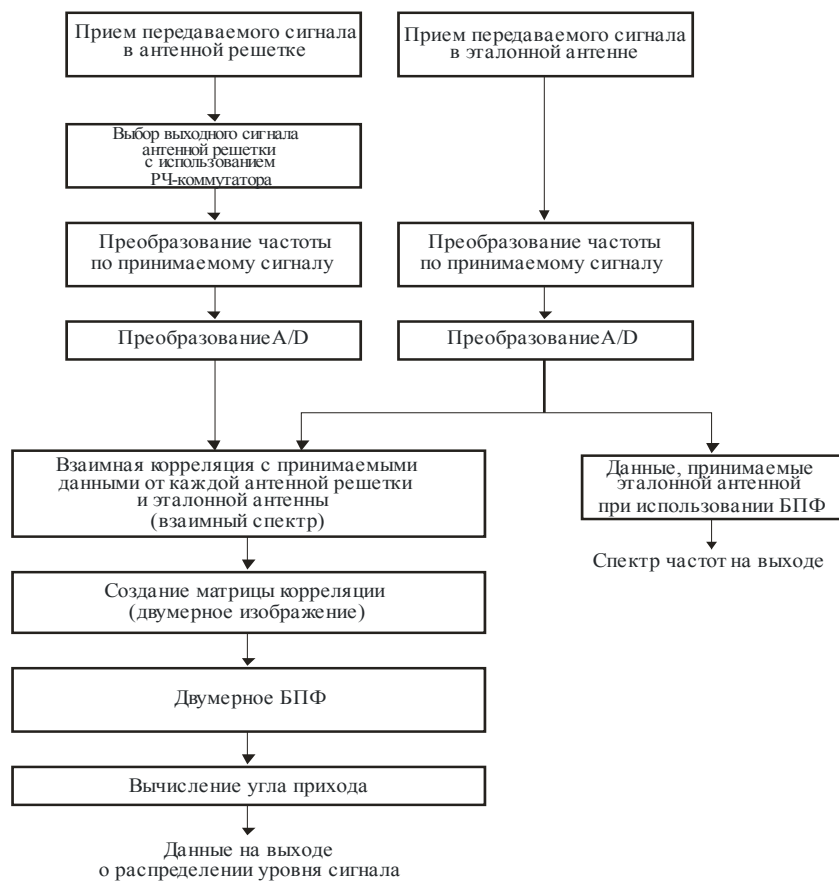 Прием передаваемого сигнала
в антенной решетке
Прием передаваемого сигнала
в эталонной антенне
Выбор выходного сигнала
антенной решетки
с использованием
РЧ-коммутатора
Преобразование частоты
по принимаемому сигналу
Преобразование частоты
по принимаемому сигналу
Преобразование A/D
Преобразование A/D
Взаимная корреляция с принимаемыми
данными от каждой антенной решетки
и эталонной антенны
(взаимный спектр)
Данные, принимаемые
эталонной антенной
при использовании БПФ
Спектр частот на выходе
Создание матрицы корреляции
(двумерное изображение)
Двумерное БПФ
Вычисление угла прихода
Данные на выходе
о распределении уровня сигнала